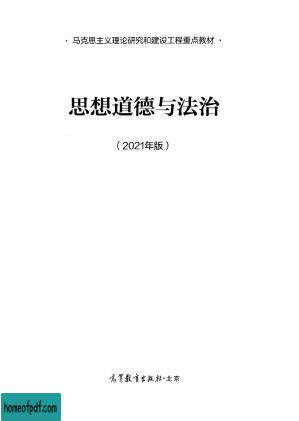 ·马克思主义理论研究和建设工程重点教材·
思想道德与法治
（2021年版）
高等教育出版社·北京
homeofpdf.com